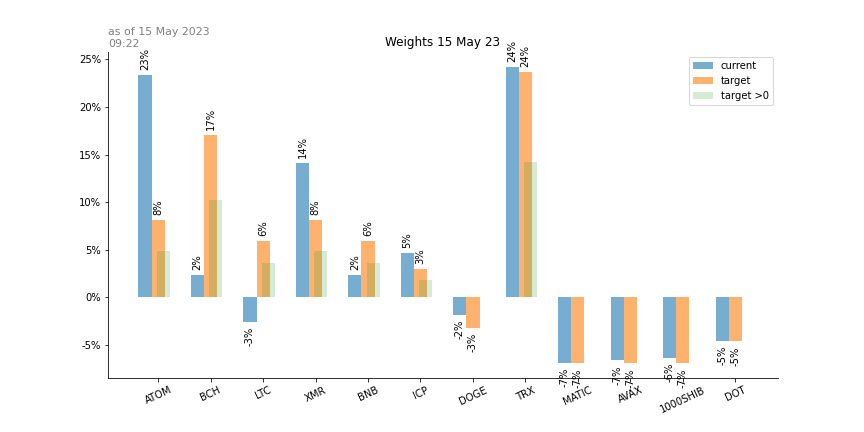 as of 15 May 2023
09:22
Weights 15 May 23
current
target
target >0
25%
20%
15%
10%
5%
0%
-5%
23%
8%
2%
17%
-3%
6%
14%
8%
2%
6%
5%
3%
-2%
-3%
24%
24%
-7%
-7%
-7%
-7%
-6%
-7%
-5%
-5%
ATOM
BCH
LTC
XMR
BNB
ICP
DOGE
TRX
MATIC
AVAX
1000SHIB
DOT